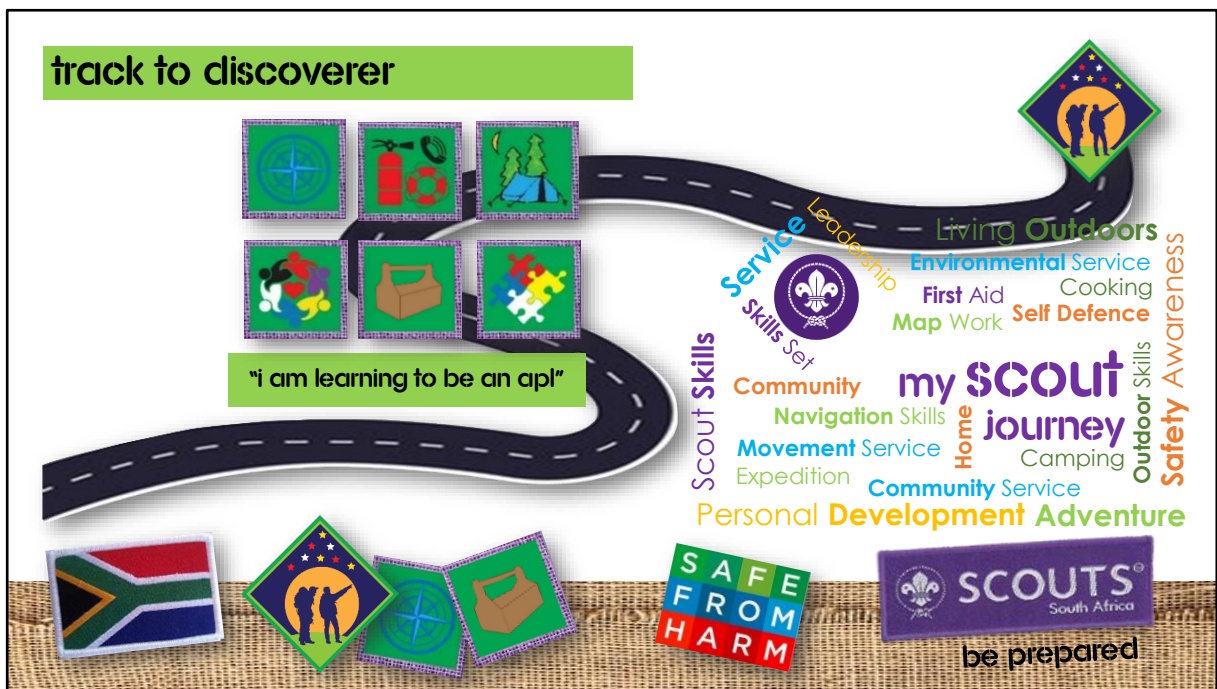 track to discoverer
"i am learning to be an apl"
Service
Leadership
Skills Set
Living Outdoors
Environmental Service
First Aid
Cooking
Map Work
Self Defence
Safety Awareness
Scout Skills
Community
my scout
journey
Navigation Skills
Outdoor Skills
Movement Service
Home
Camping
Expedition
Community Service
Personal Development Adventure
SAFE
FROM
HARM
SCOUTS
South Africa
be prepared